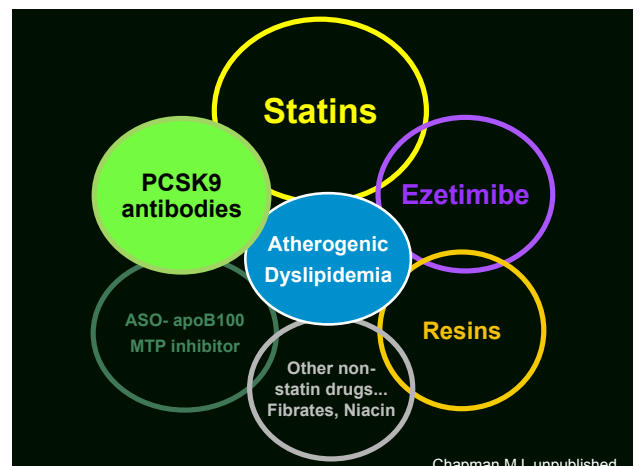 Statins
PCSK9
antibodies
Ezetimibe
Atherogenic
Dyslipidemia
ASO- apoB100
MTP inhibitor
Resins
Other non-
statin drugs...
Fibrates, Niacin
Chapman MJ unpublished